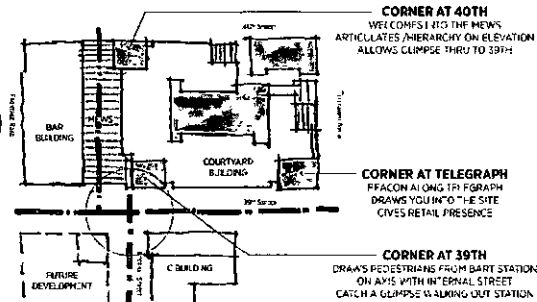 CORNER AT 40TH
WELCOMES INTO THE MEWS
ARTICULATES HIERARCHY ON ELEVATION
ALLOWS GLIMPSE THRU TO 39TH
40th Street
MEWS
BAR
BUILDING
COURTYARD
BUILDING
CORNER AT TELEGRAPH
BEACON ALONG TELEGRAPH
DRAWS YOU INTO THE SITE
GIVES RETAIL PRESENCE
39th Street
CORNER AT 39TH
DRAWS PEDESTRIANS FROM BART STATION
ON AXIS WITH INTERNAL STREET
CATCH A GLIMPSE WALKING OUT STATION
FUTURE
DEVELOPMENT
C BUILDING